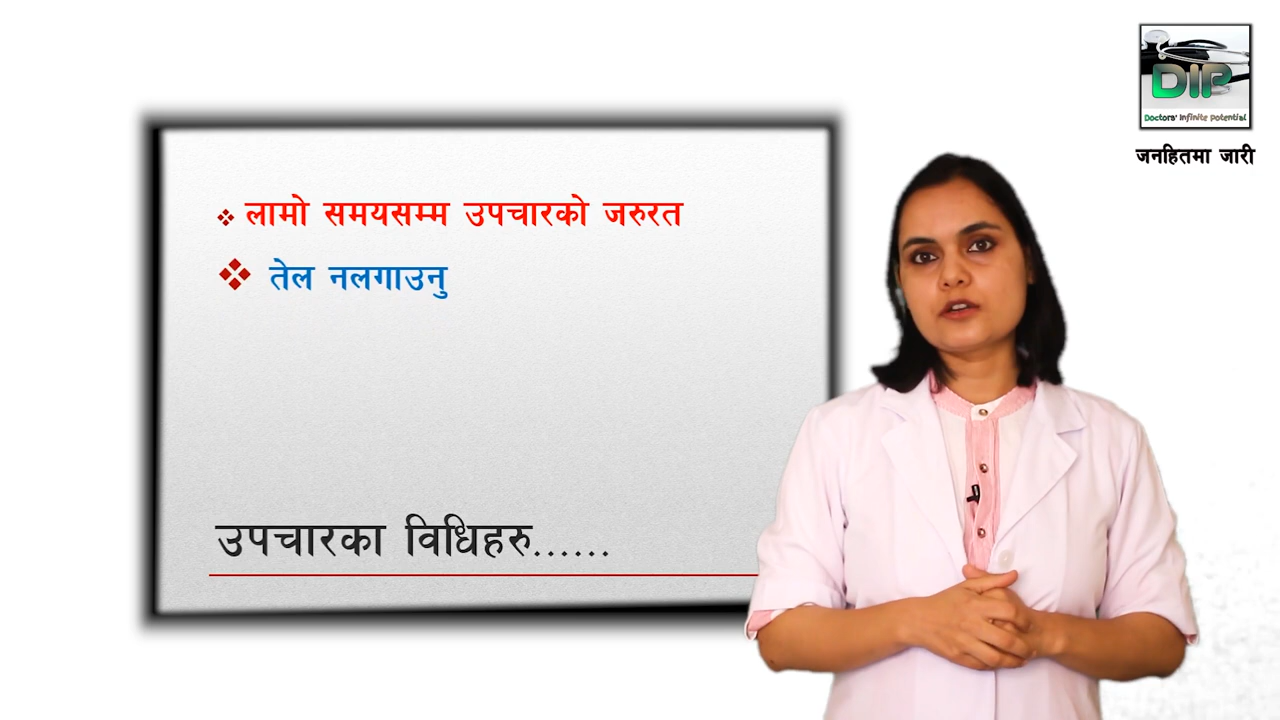 DIP
Doctors' Infinite Potential
जनहितमा जारी
❖ लामो समयसम्म उपचारको जरुरत
❖ तेल नलगाउनु
उपचारका विधिहरु......